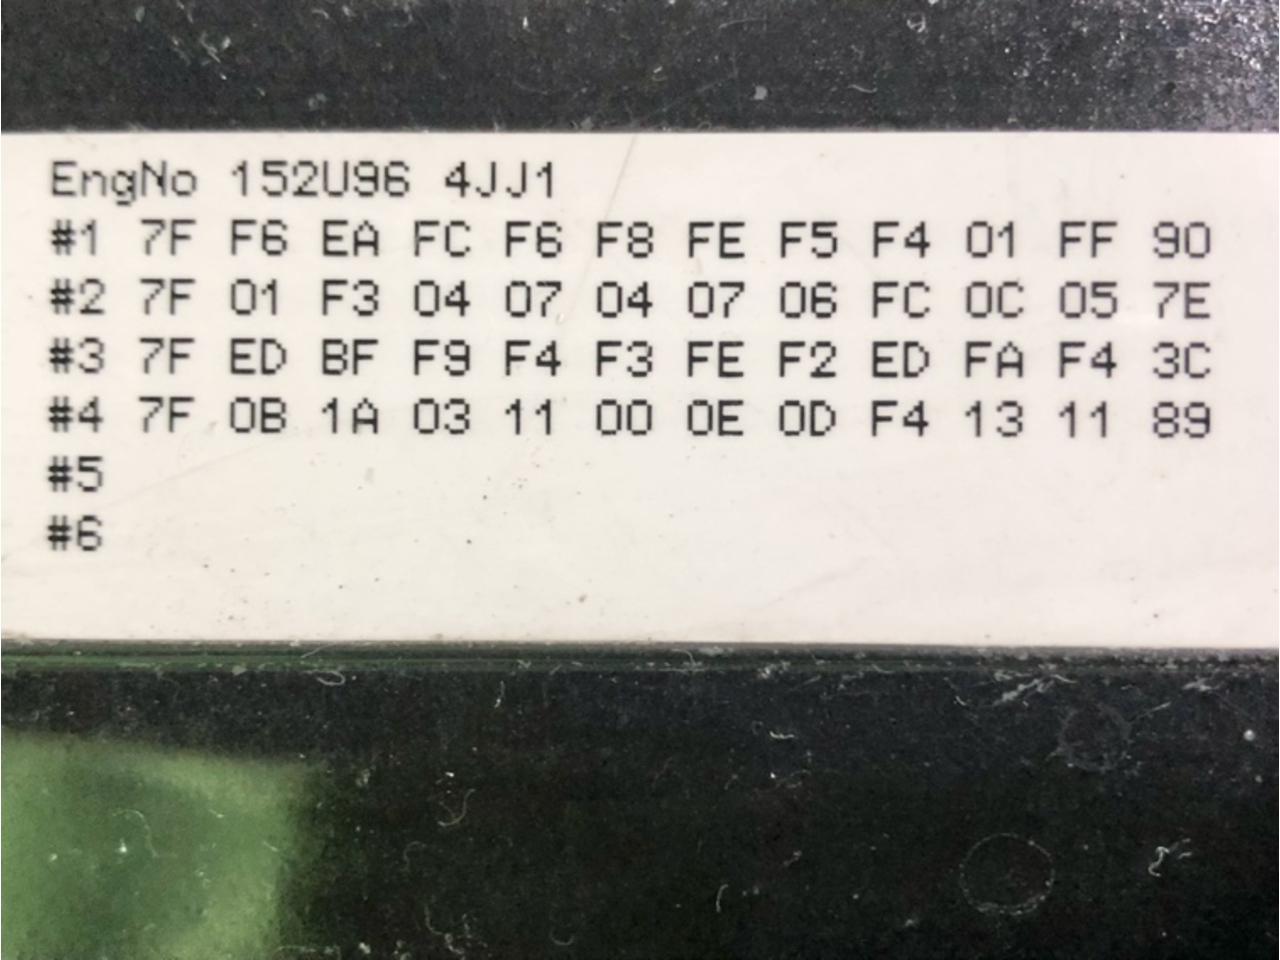 EngNo 152U96 4JJ1
#1 7F F6 EA FC F6 F8 FE F5 F4 01 FF 90
#2 7F 01 F3 04 07 04 07 06 FC 0C 05 7E
#3 7F ED BF F9 F4 F3 FE F2 ED FA F4 3C
#4 7F 0B 1A 03 11 00 0E 0D F4 13 11 89
#5
#6